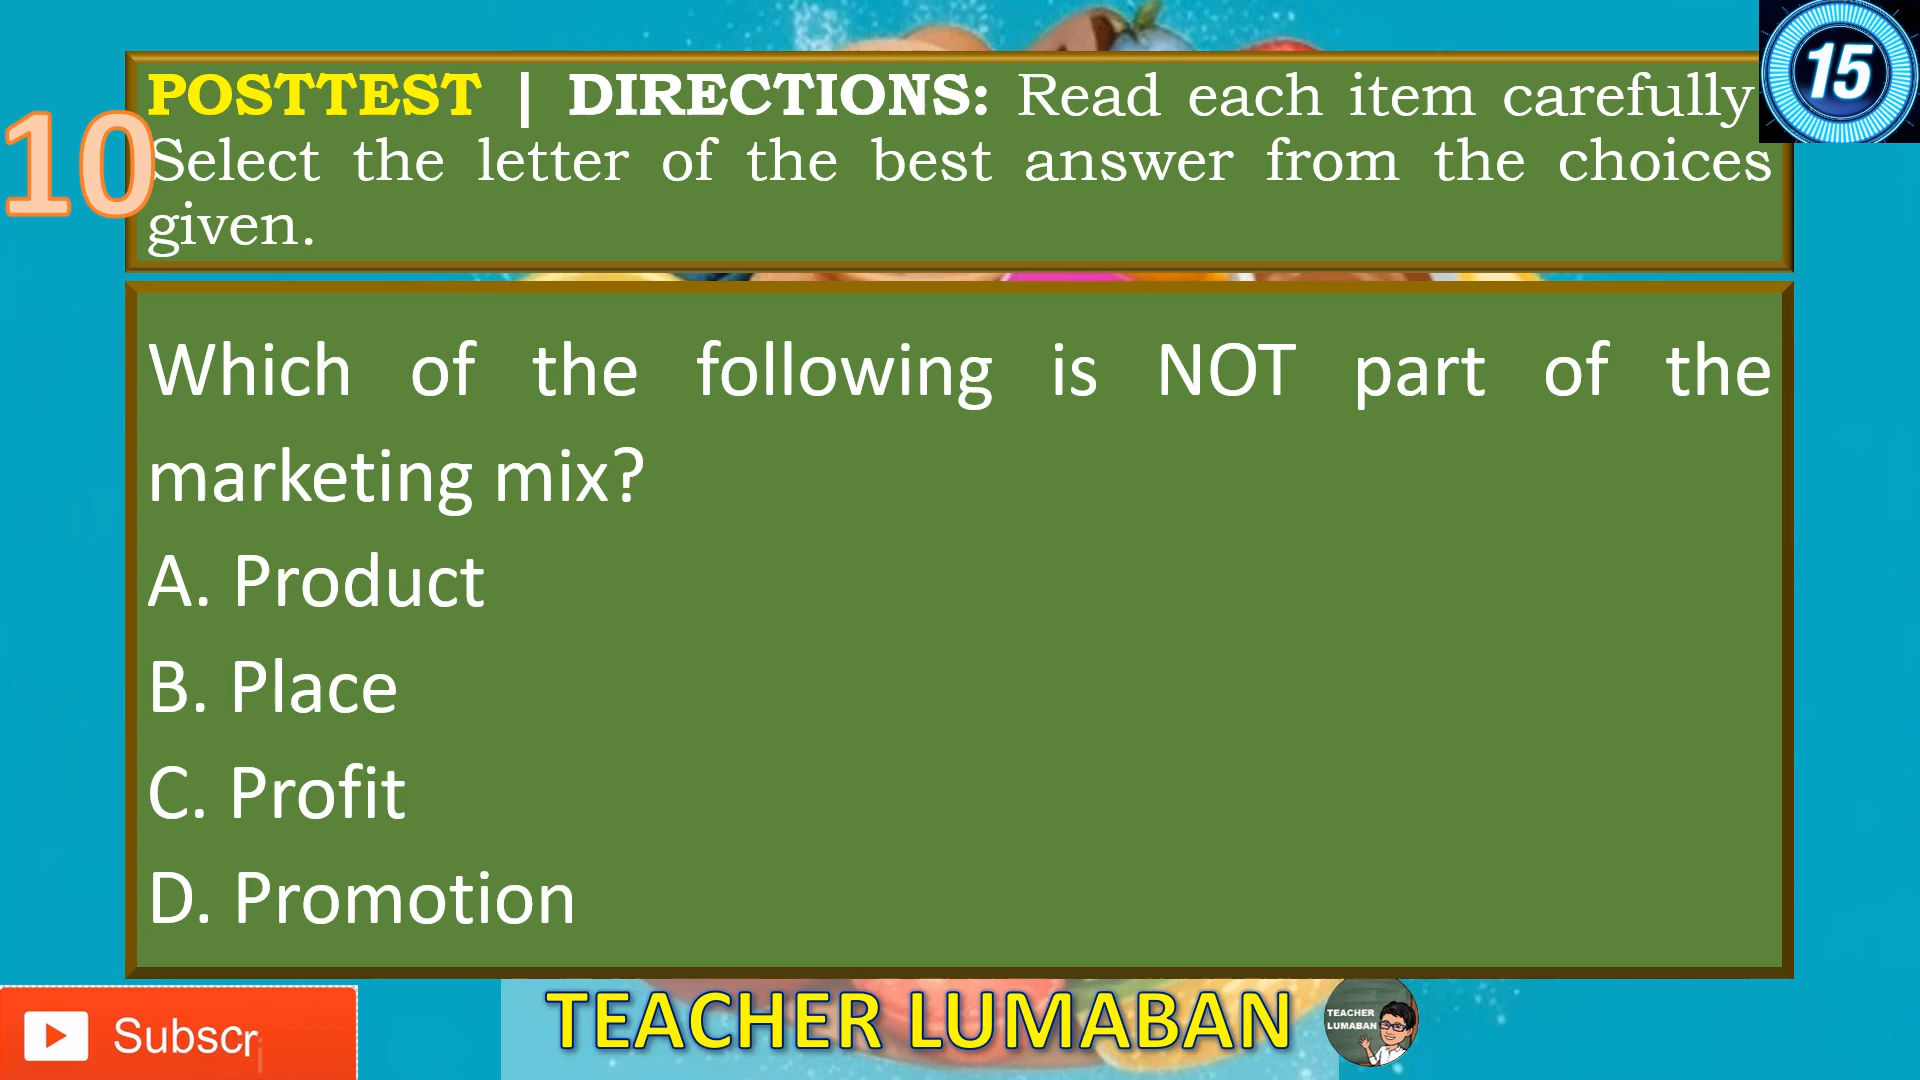 15
10
POSTTEST | DIRECTIONS: Read each item carefully
Select the letter of the best answer from the choices
given.
Which of the following is NOT part of the
marketing mix?
A. Product
B. Place
C. Profit
D. Promotion
Subscr
TEACHER LUMABAN
TEACHER
LUMABAN